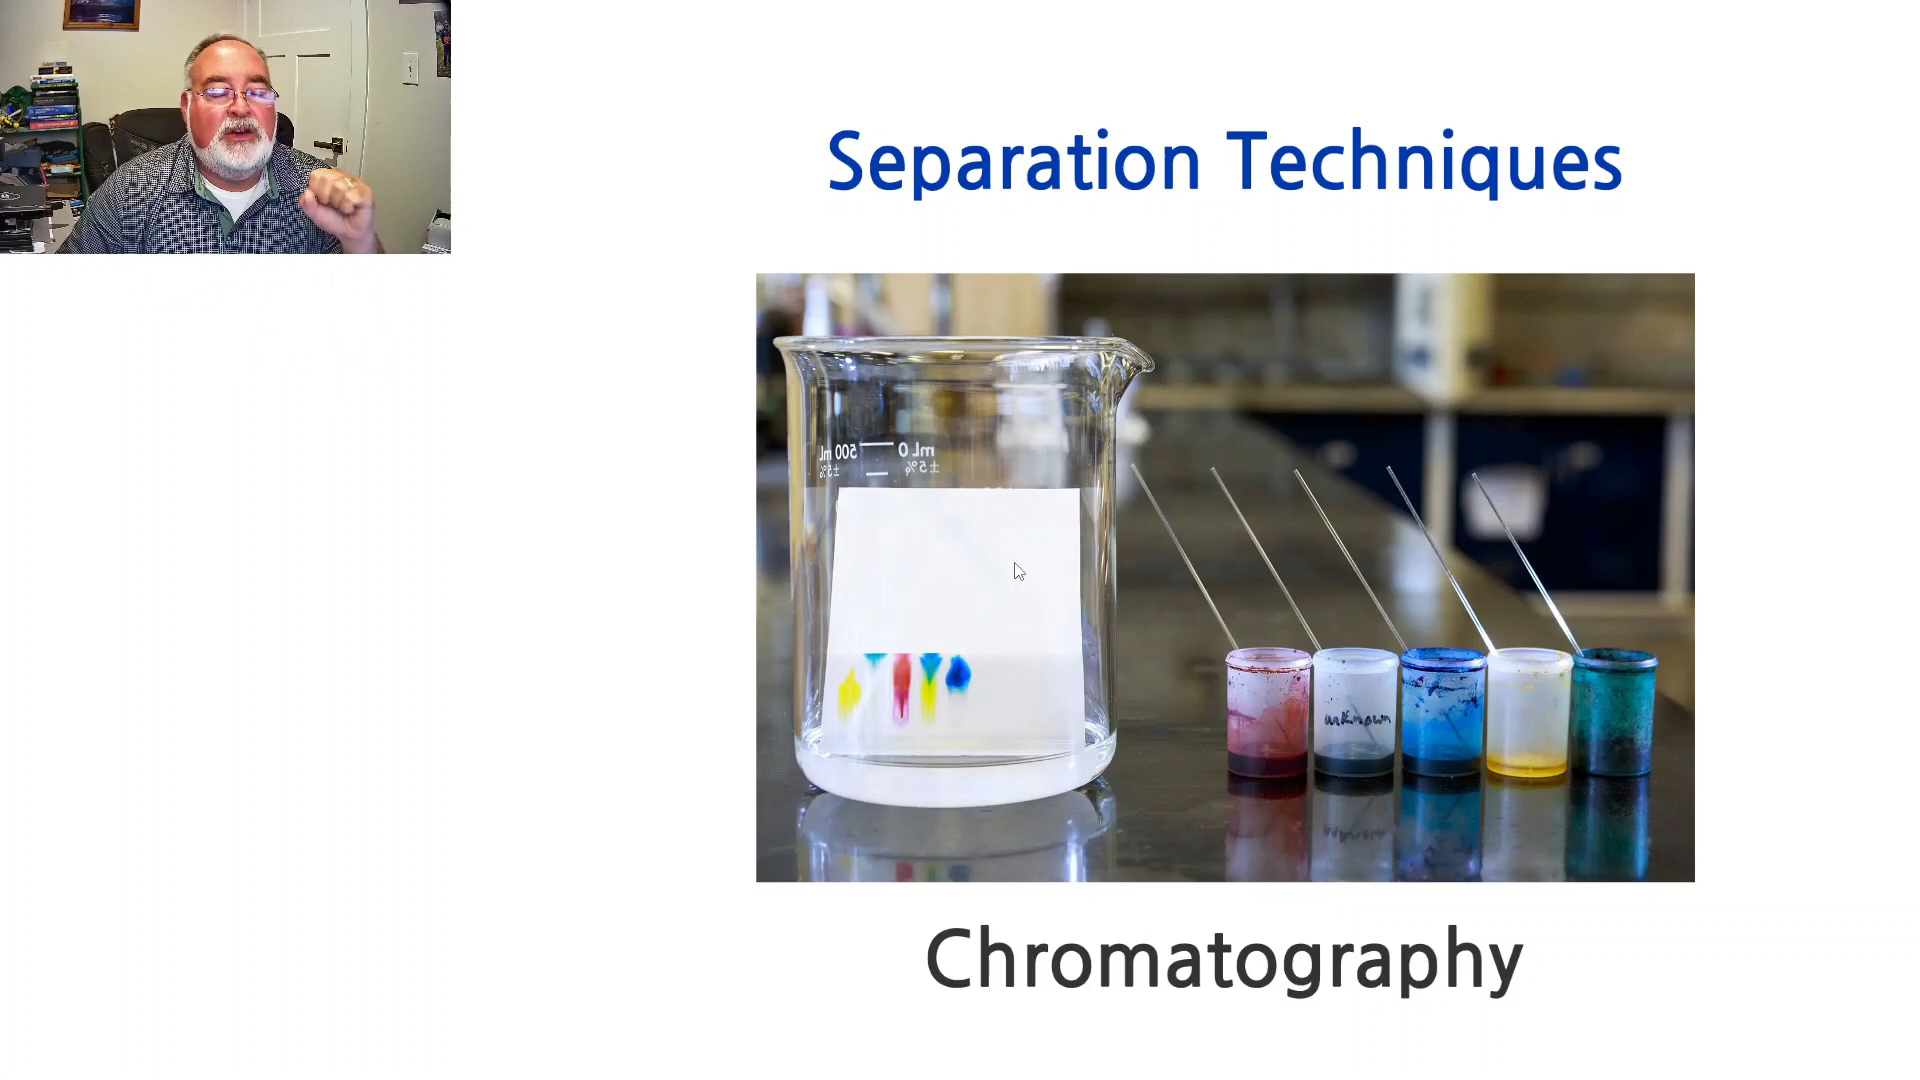 Separation Techniques
500 mL
±5%
mL 0
±5%
unknown
Chromatography